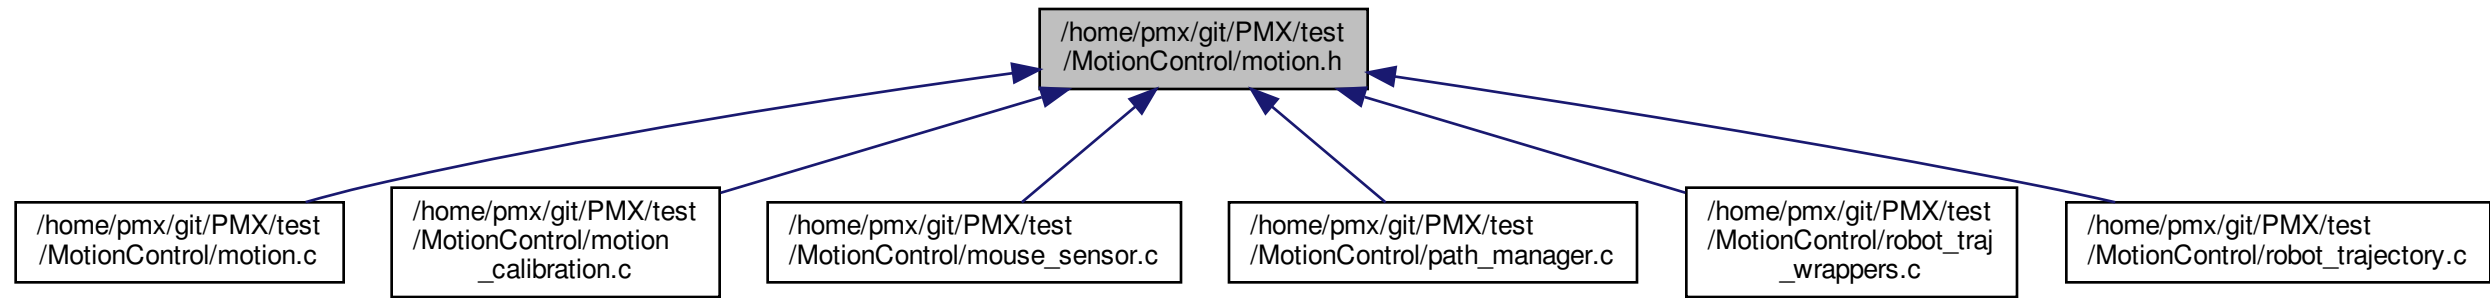 /home/pmx/git/PMX/test
/MotionControl/motion.h
/home/pmx/git/PMX/test
/MotionControl/motion.c
/home/pmx/git/PMX/test
/MotionControl/motion
_calibration.c
/home/pmx/git/PMX/test
/MotionControl/mouse_sensor.c
/home/pmx/git/PMX/test
/MotionControl/path_manager.c
/home/pmx/git/PMX/test
/MotionControl/robot_traj
_wrappers.c
/home/pmx/git/PMX/test
/MotionControl/robot_trajectory.c